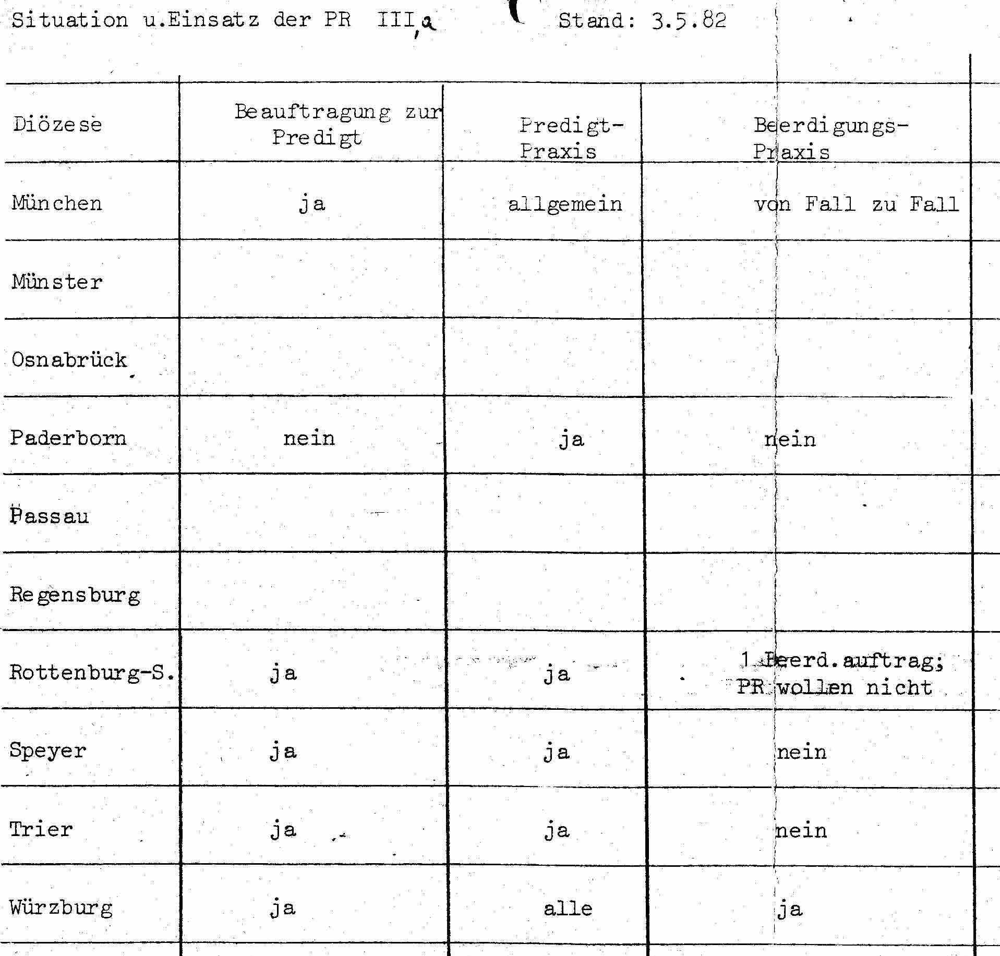 Situation u.Einsatz der PR III,a Stand: 3.5.82
Diözese Beauftragung zur Predigt Predigt-Praxis Beerdigungs-Praxis
München ja allgemein von Fall zu Fall
Münster
Osnabrück
Paderborn nein ja nein
Passau
Regensburg
Rottenburg-S. ja ja 1 Beerd.auftrag; PR wollen nicht
Speyer ja ja nein
Trier ja ja nein
Würzburg ja alle ja